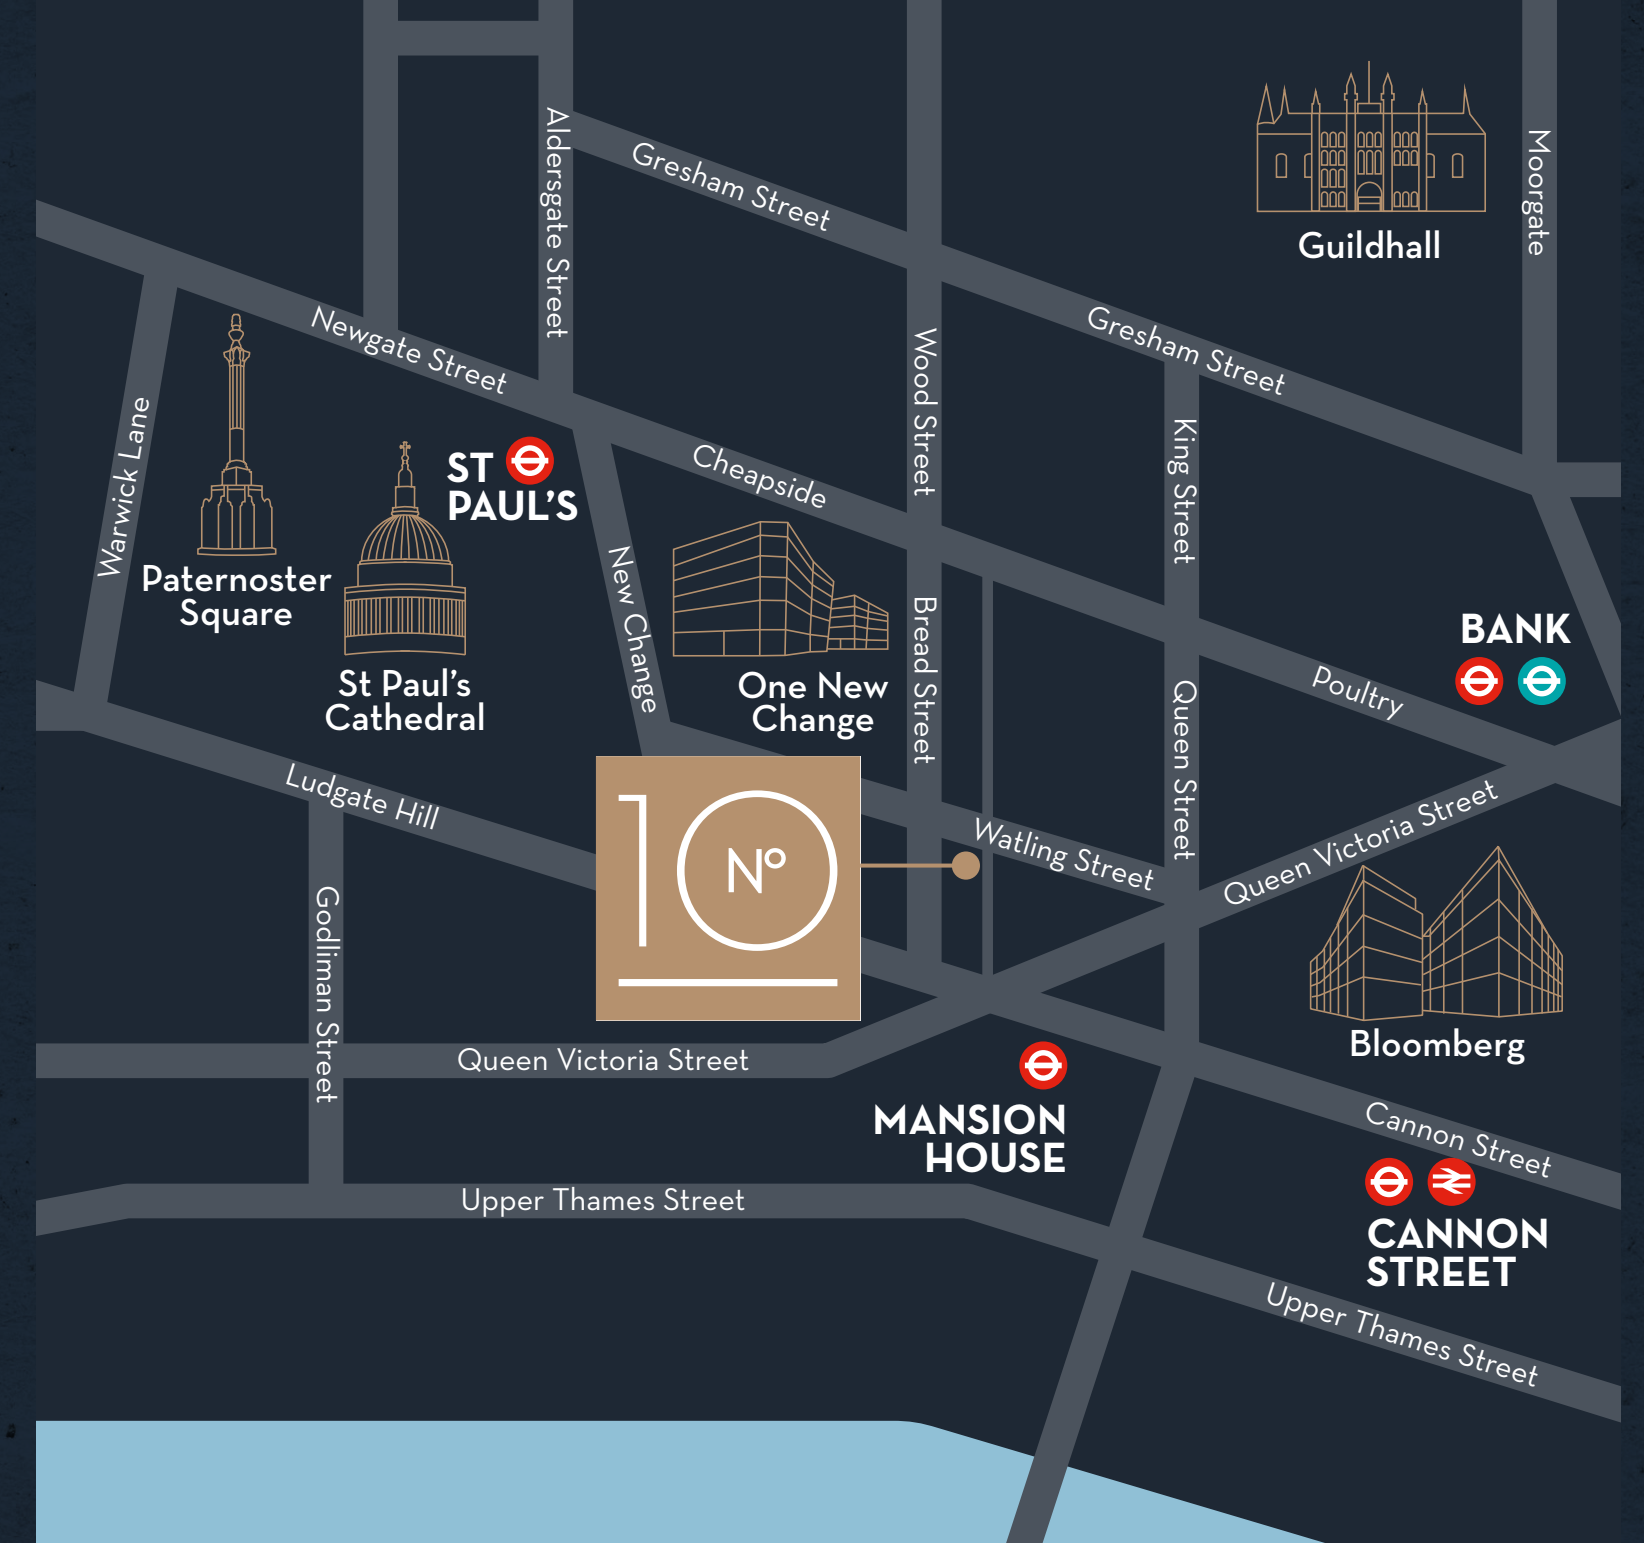 Aldersgate Street
Gresham Street
Moorgate
Guildhall
Newgate Street
Gresham Street
Wood Street
Warwick Lane
ST
PAUL'S
Cheapside
King Street
Paternoster
Square
New Change
Bread Street
BANK
St Paul's
Cathedral
One New
Change
Queen Street
Poultry
Ludgate Hill
10
Nº
Watling Street
Queen Victoria Street
Godliman Street
Queen Victoria Street
Bloomberg
MANSION
HOUSE
Cannon Street
Upper Thames Street
CANNON
STREET
Upper Thames Street